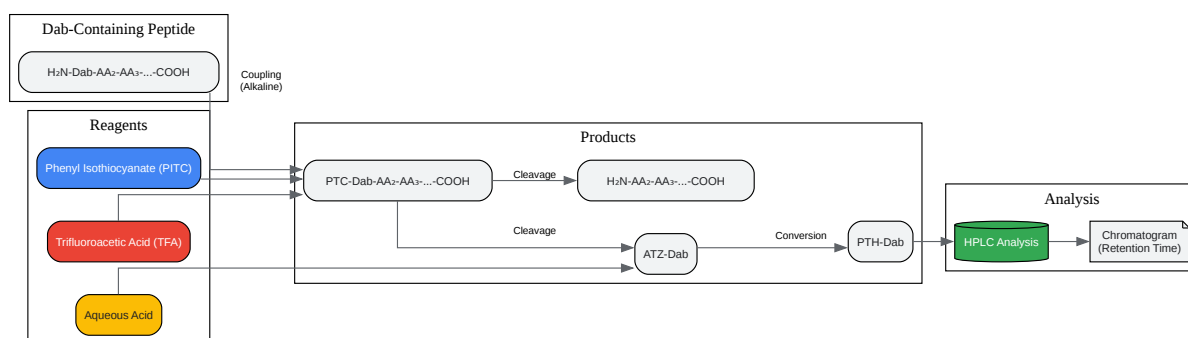 Dab-Containing Peptide
H₂N-Dab-AA₂-AA₃-...-COOH
Coupling
(Alkaline)
Reagents
Phenyl Isothiocyanate (PITC)
Trifluoroacetic Acid (TFA)
Aqueous Acid
Products
PTC-Dab-AA₂-AA₃-...-COOH
Cleavage
H₂N-AA₂-AA₃-...-COOH
Cleavage
ATZ-Dab
Conversion
PTH-Dab
Analysis
HPLC Analysis
Chromatogram
(Retention Time)